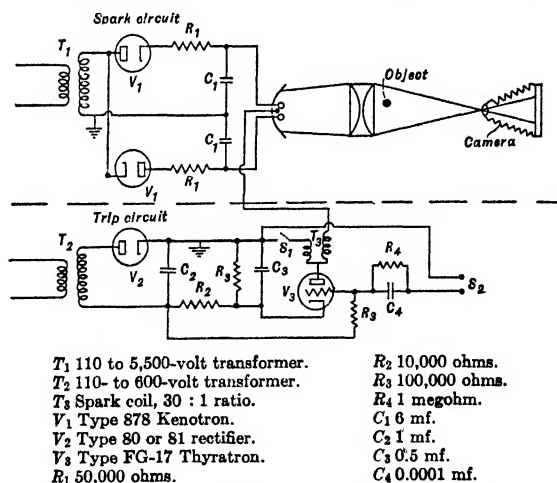 Spark circuit
T1
V1
R1
C1
C1
V1
R1
Object
Camera
Trip circuit
T2
V2
C2
R2
R3
C3
S1
T3
V3
R3
R4
C4
S2
T1 110 to 5,500-volt transformer.
T2 110- to 600-volt transformer.
T3 Spark coil, 30 : 1 ratio.
V1 Type 878 Kenotron.
V2 Type 80 or 81 rectifier.
V3 Type FG-17 Thyratron.
R1 50,000 ohms.
R2 10,000 ohms.
R3 100,000 ohms.
R4 1 megohm.
C1 6 mf.
C2 1 mf.
C3 0.5 mf.
C4 0.0001 mf.